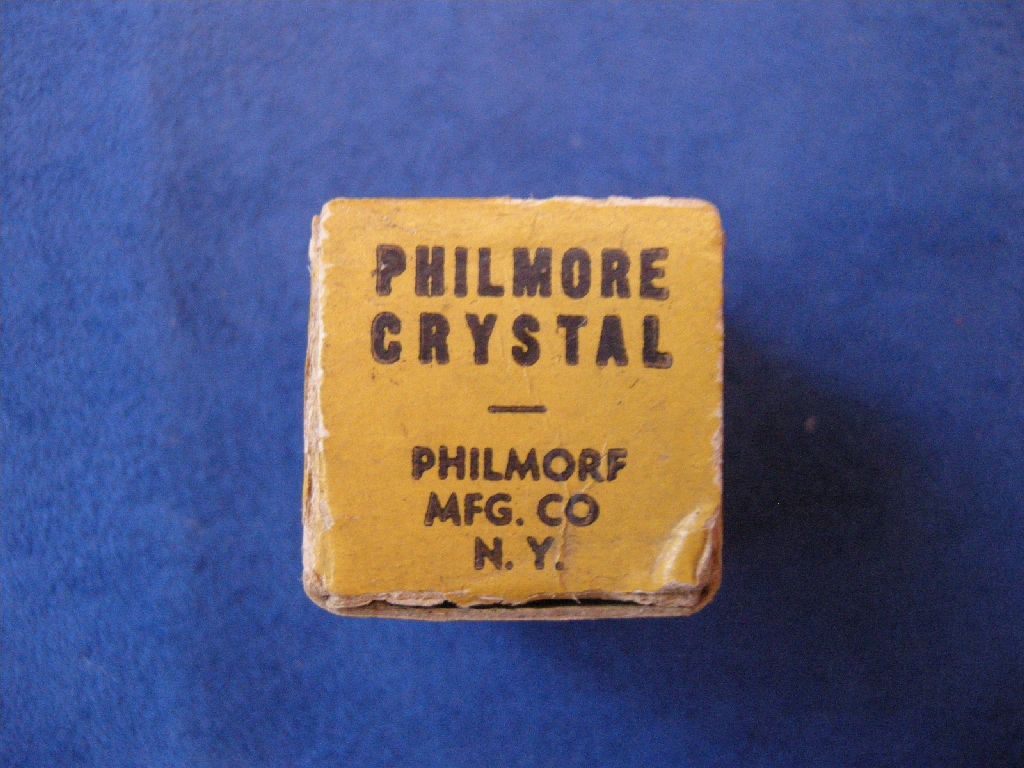 PHILMORE
CRYSTAL
—
PHILMORF
MFG. CO
N. Y.